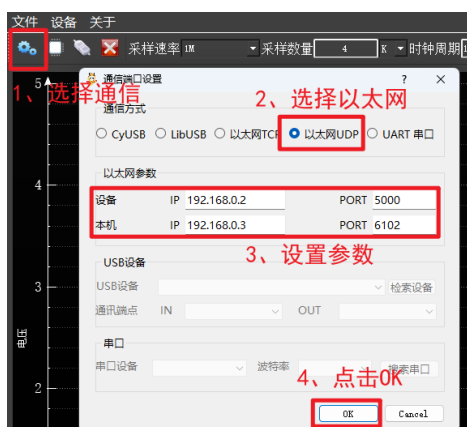 文件 设备 关于
采样速率 1M 采样数量 4 K 时钟周期 1
1、选择通信
通信端口设置 ? ×
通信方式
2、选择以太网
CyUSB LibUSB 以太网TCP 以太网UDP UART 串口
以太网参数
设备 IP 192.168.0.2 PORT 5000
本机 IP 192.168.0.3 PORT 6102
3、设置参数
USB设备
USB设备 检索设备
通讯端点 IN OUT
串口
串口设备 波特率 搜索串口
4、点击OK
OK Cancel
5
4
3
电压
2